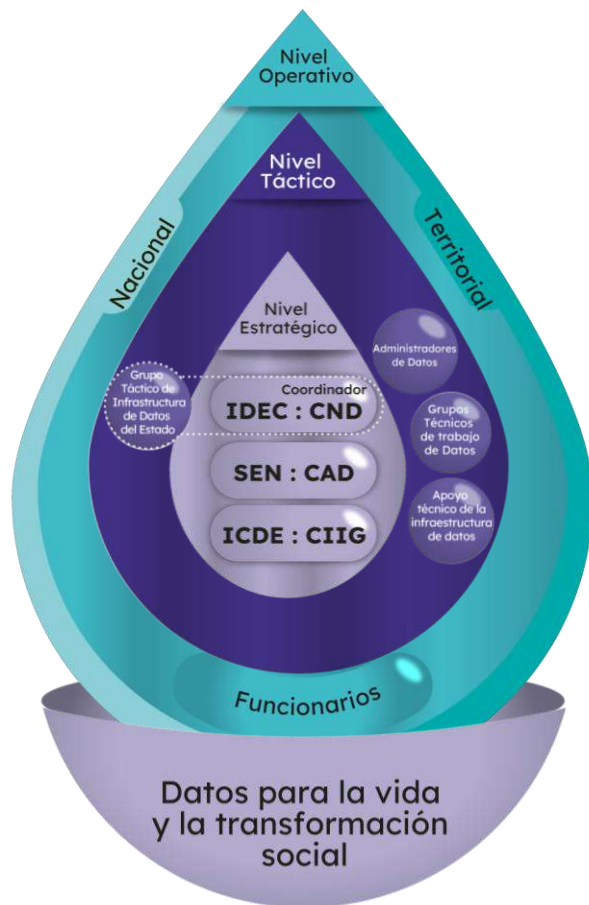 Nivel
Operativo
Nivel
Táctico
Nacional
Territorial
Nivel
Estratégico
Administradores
de Datos
Grupo
Táctico de
Infrastructura
de Datos
del Estado
Coordinador
IDEC : CND
Grupos
Técnicos
de trabajo
de Datos
SEN : CAD
Apoyo
técnico de la
infraestructura
de datos
ICDE : CIIG
Funcionarios
Datos para la vida
y la transformación
social